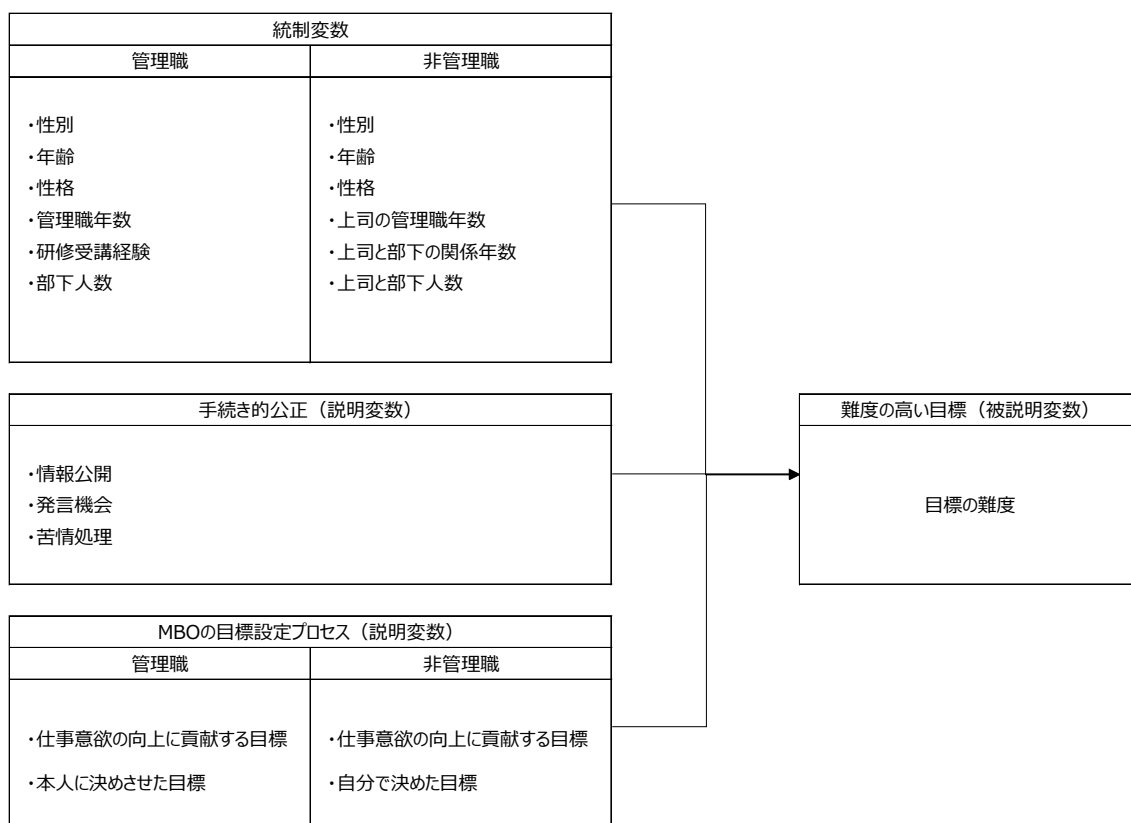 統制変数
管理職
非管理職
・性別
・年齢
・性格
・管理職年数
・研修受講経験
・部下人数
・性別
・年齢
・性格
・上司の管理職年数
・上司と部下の関係年数
・上司と部下人数
手続き的公正（説明変数）
・情報公開
・発言機会
・苦情処理
難度の高い目標（被説明変数）
目標の難度
MBOの目標設定プロセス（説明変数）
管理職
非管理職
・仕事意欲の向上に貢献する目標
・本人に決めさせた目標
・仕事意欲の向上に貢献する目標
・自分で決めた目標